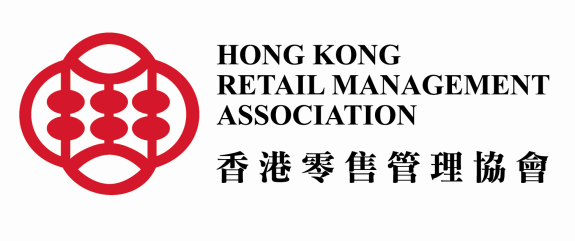 HONG KONG
RETAIL MANAGEMENT
ASSOCIATION
香港零售管理協會